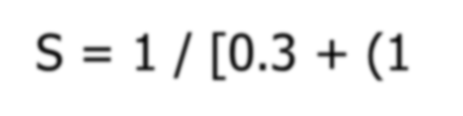 S = 1 / [0.3 + (1